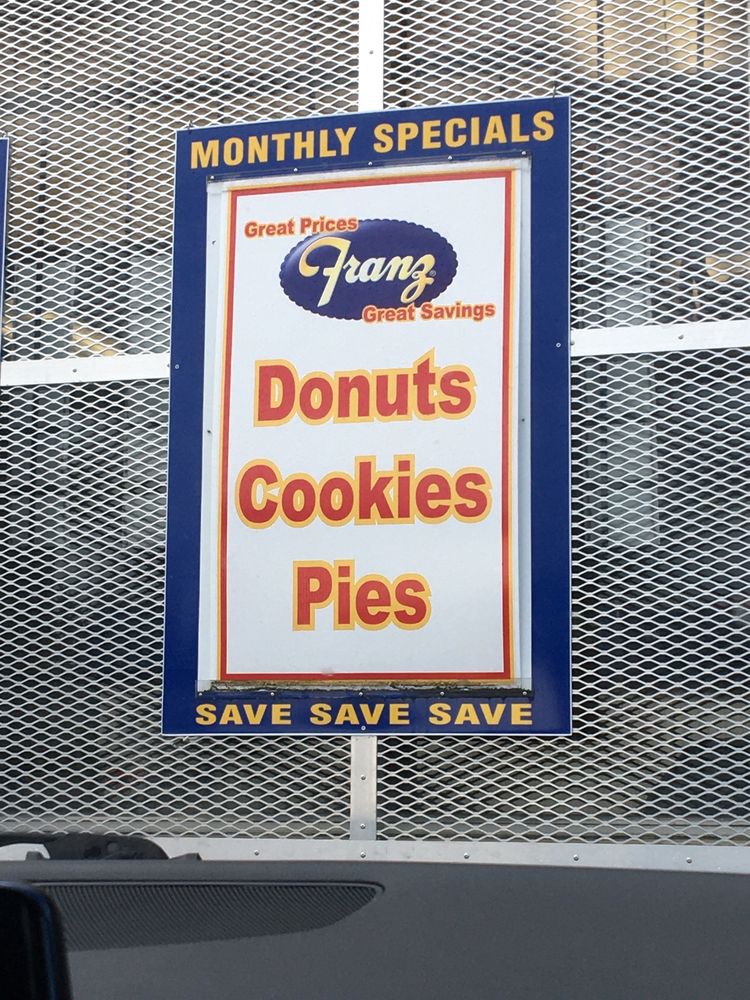 MONTHLY SPECIALS
Great Prices
Franz
Great Savings
Donuts
Cookies
Pies
SAVE SAVE SAVE